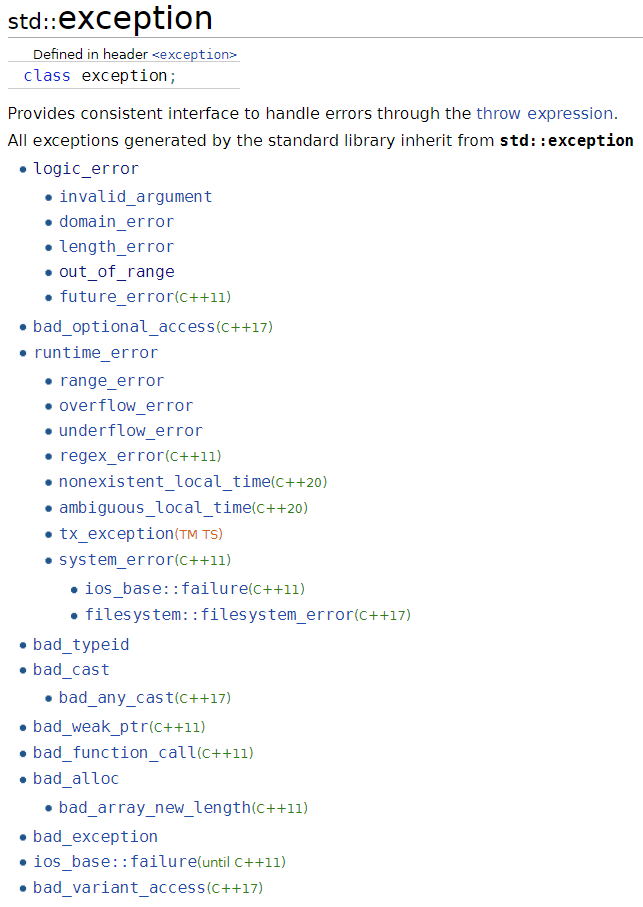 std::exception
Defined in header <exception>
class exception;
Provides consistent interface to handle errors through the throw expression.
All exceptions generated by the standard library inherit from std::exception
logic_error
invalid_argument
domain_error
length_error
out_of_range
future_error(C++11)
bad_optional_access(C++17)
runtime_error
range_error
overflow_error
underflow_error
regex_error(C++11)
nonexistent_local_time(C++20)
ambiguous_local_time(C++20)
tx_exception(TM TS)
system_error(C++11)
ios_base::failure(C++11)
filesystem::filesystem_error(C++17)
bad_typeid
bad_cast
bad_any_cast(C++17)
bad_weak_ptr(C++11)
bad_function_call(C++11)
bad_alloc
bad_array_new_length(C++11)
bad_exception
ios_base::failure(until C++11)
bad_variant_access(C++17)